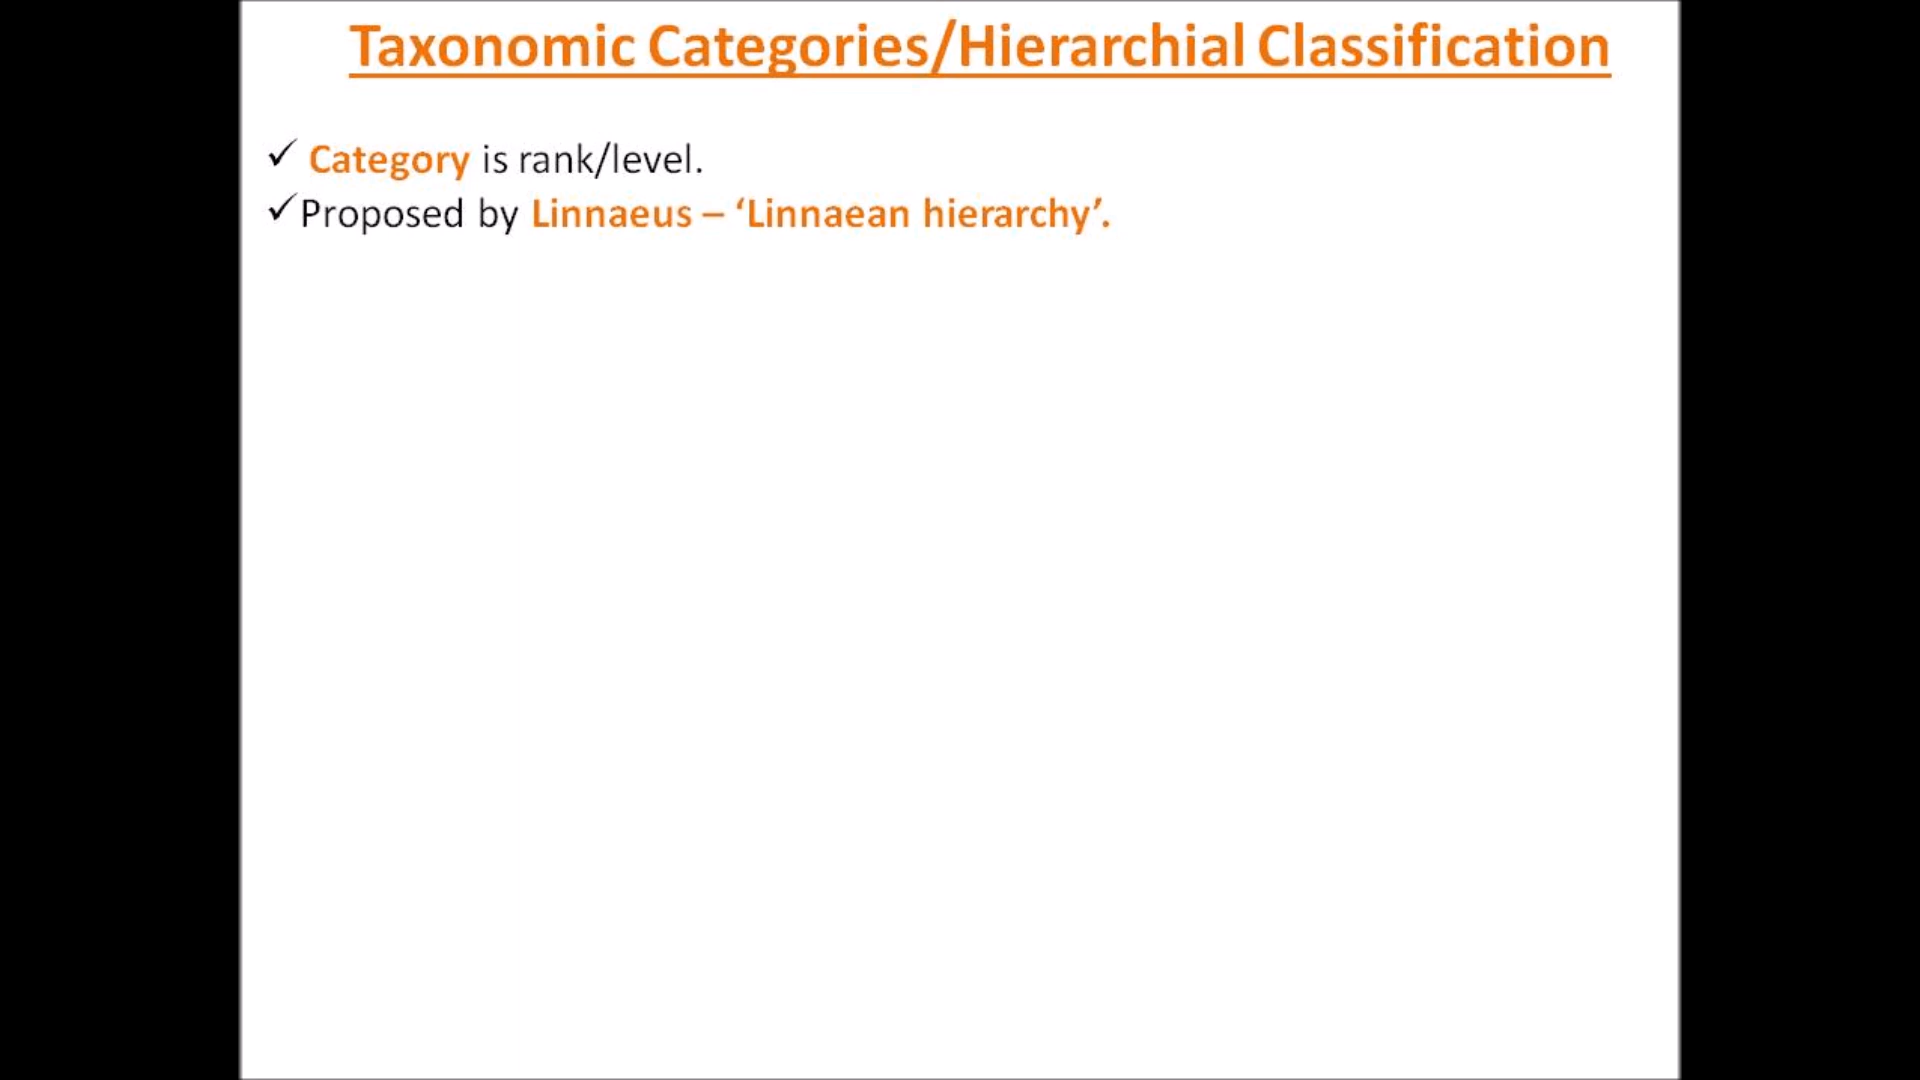 Taxonomic Categories/Hierarchial Classification
✓ Category is rank/level.
✓Proposed by Linnaeus – ‘Linnaean hierarchy’.